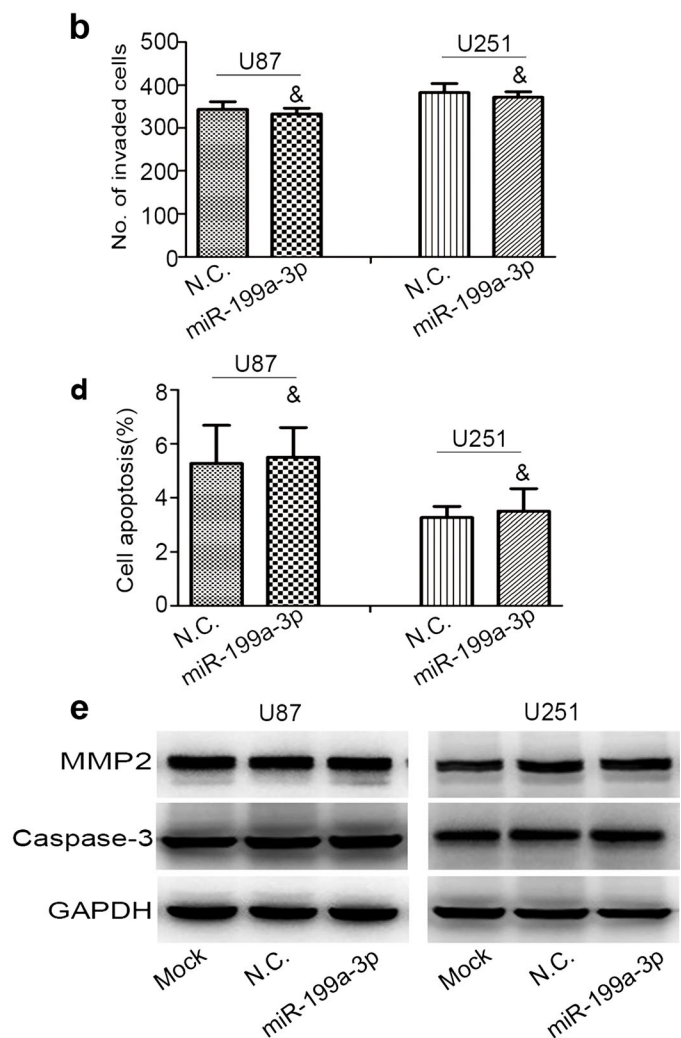 b
U87
U251
&
&
No. of invaded cells
500
400
300
200
100
0
N.C.
miR-199a-3p
N.C.
miR-199a-3p
d
U87
&
U251
&
Cell apoptosis(%)
8
6
4
2
0
N.C.
miR-199a-3p
N.C.
miR-199a-3p
e
U87
U251
MMP2
Caspase-3
GAPDH
Mock
N.C.
miR-199a-3p
Mock
N.C.
miR-199a-3p